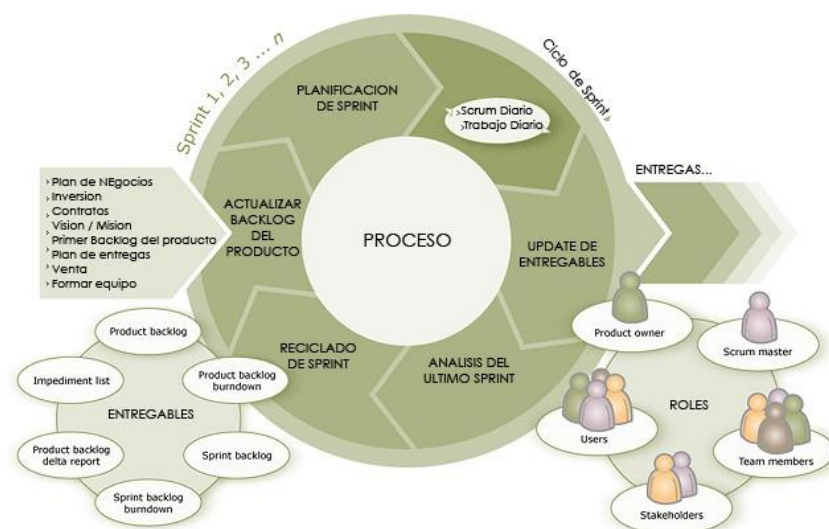 Sprint 1, 2, 3 ... n
Ciclo de Sprint
PLANIFICACION
DE SPRINT
Scrum Diario
Trabajo Diario
ENTREGAS...
Plan de NEgocios
Inversion
Contratos
Vision / Mision
Primer Backlog del producto
Plan de entregas
Venta
Formar equipo
ACTUALIZAR
BACKLOG
DEL
PRODUCTO
PROCESO
UPDATE DE
ENTREGABLES
RECICLADO
DE SPRINT
ANALISIS DEL
ULTIMO SPRINT
Product backlog
Impediment list
Product backlog
burndown
ENTREGABLES
Product backlog
delta report
Sprint backlog
Sprint backlog
burndown
Product owner
Scrum master
ROLES
Users
Team members
Stakeholders